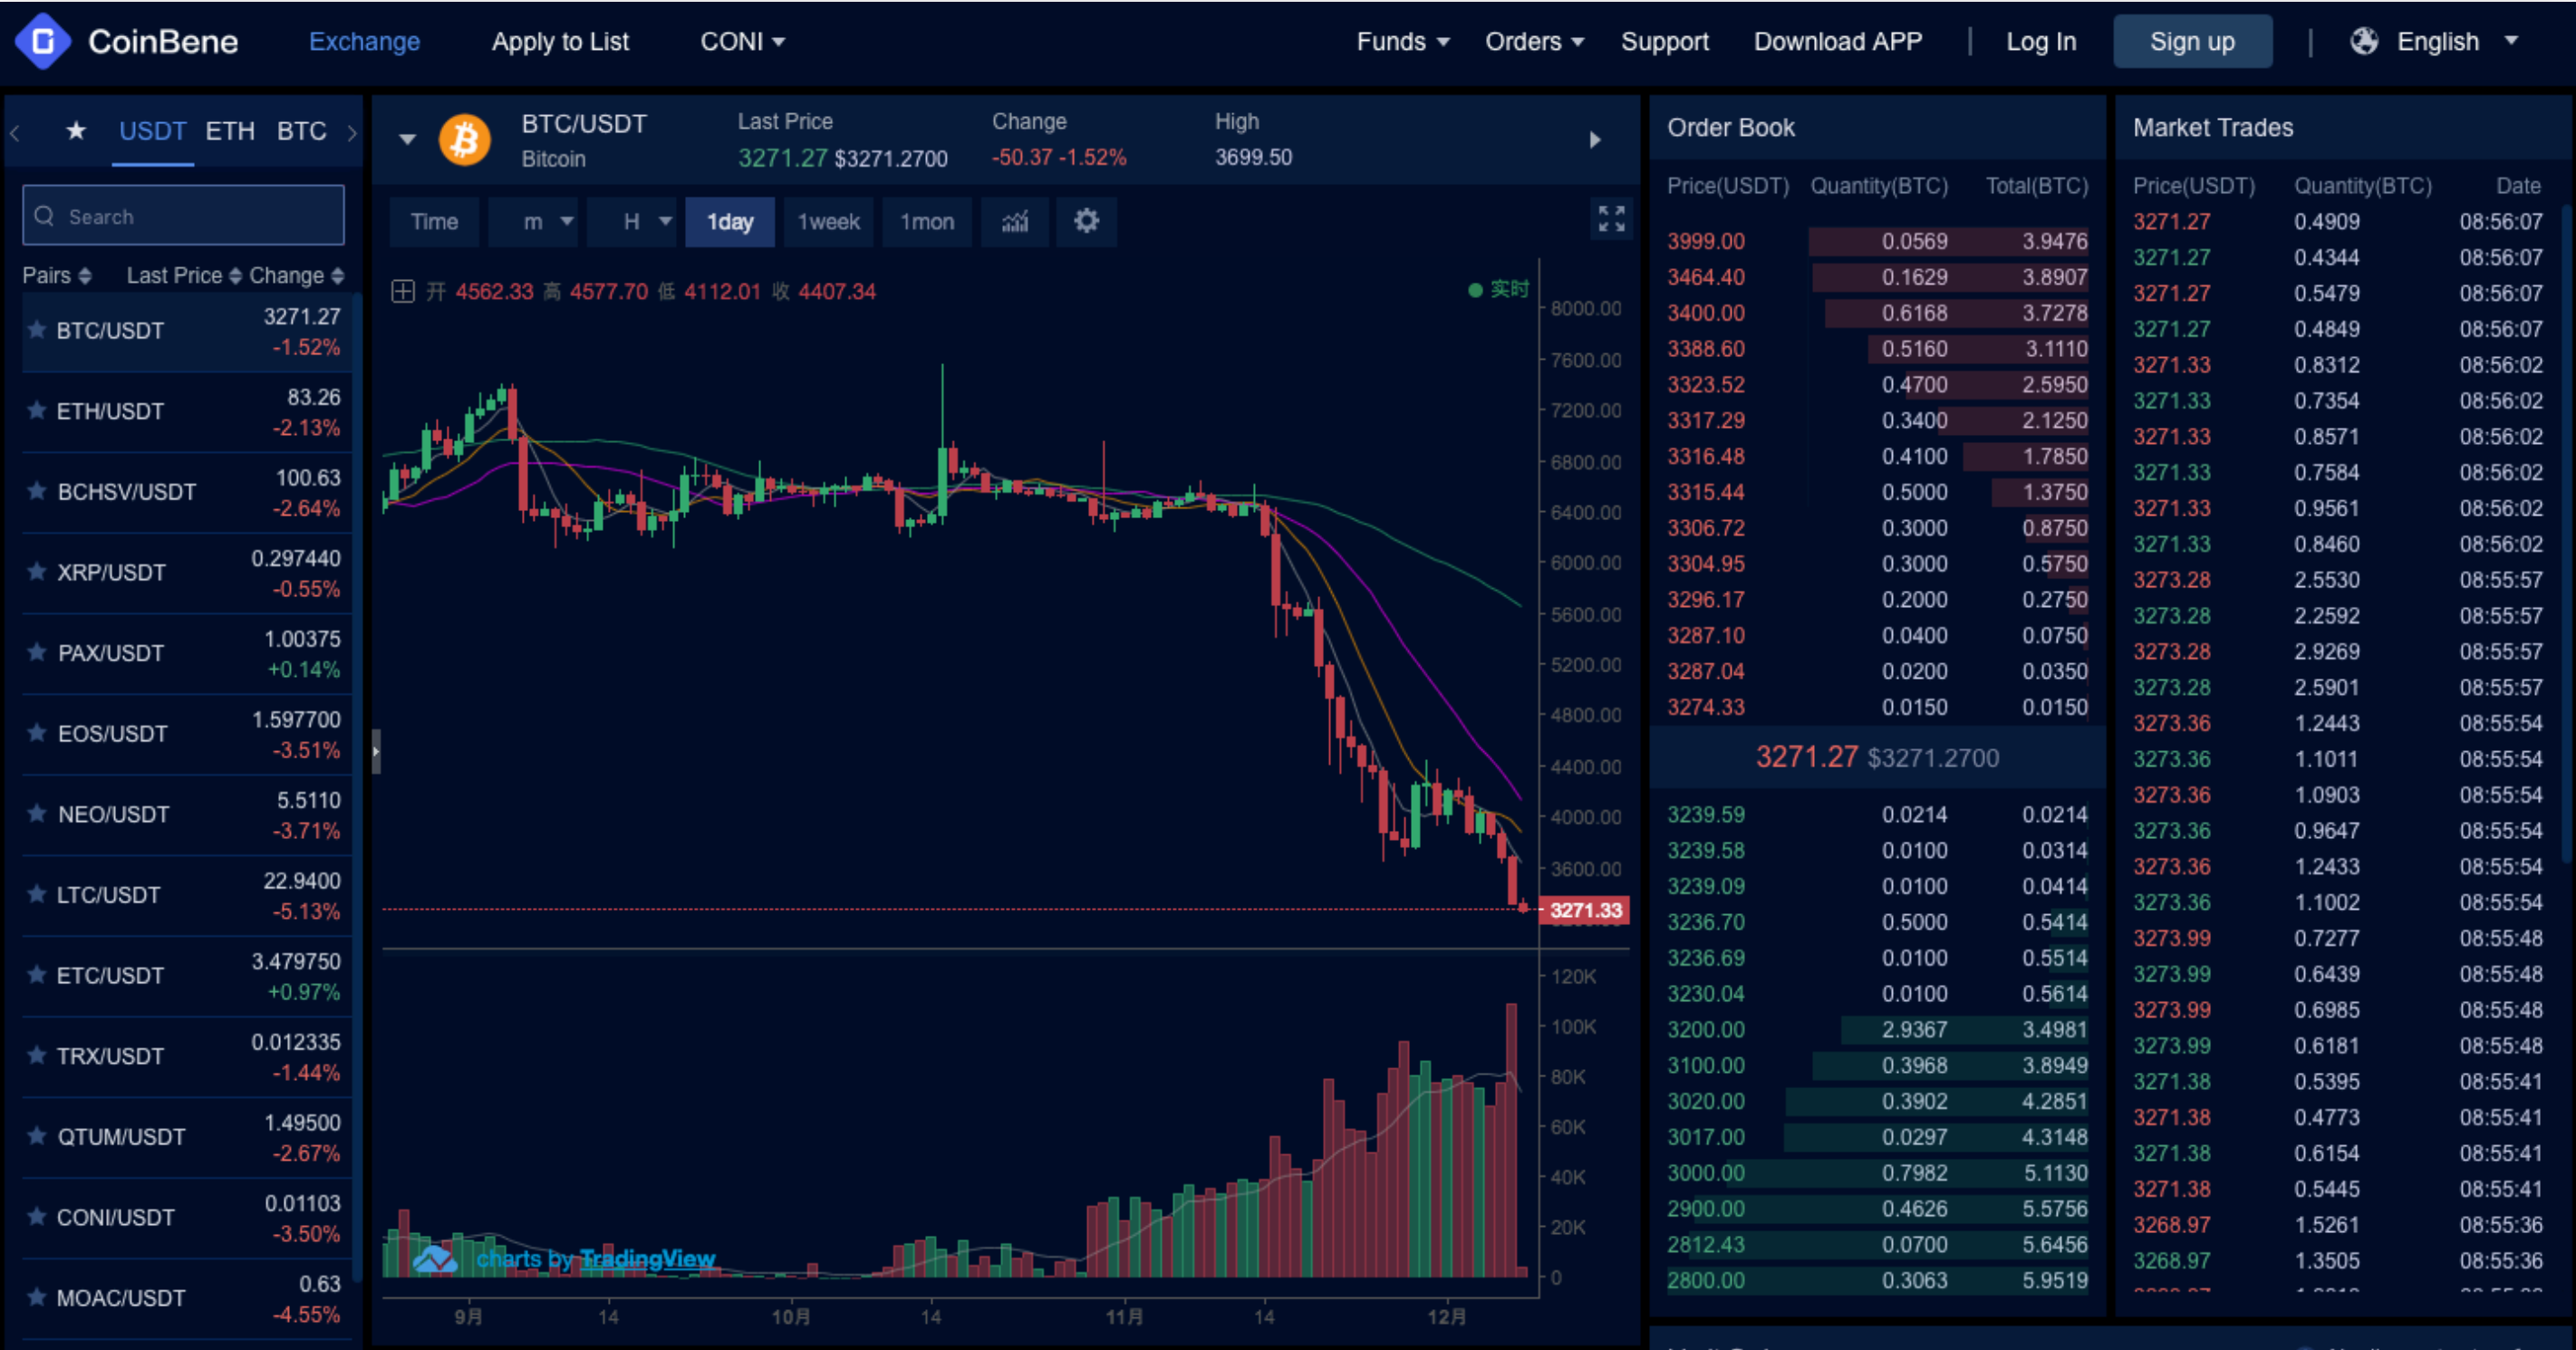 CoinBene Exchange Apply to List CONI Funds Orders Support Download APP | Log In Sign up | English
USDT ETH BTC
Search
Pairs Last Price Change
BTC/USDT 3271.27
-1.52%
ETH/USDT 83.26
-2.13%
BCHSV/USDT 100.63
-2.64%
XRP/USDT 0.297440
-0.55%
PAX/USDT 1.00375
+0.14%
EOS/USDT 1.597700
-3.51%
NEO/USDT 5.5110
-3.71%
LTC/USDT 22.9400
-5.13%
ETC/USDT 3.479750
+0.97%
TRX/USDT 0.012335
-1.44%
QTUM/USDT 1.49500
-2.67%
CONI/USDT 0.01103
-3.50%
MOAC/USDT 0.63
-4.55%
BTC/USDT Last Price Change High
Bitcoin 3271.27 $3271.2700 -50.37 -1.52% 3699.50
Time m H 1day 1week 1mon
开 4562.33 高 4577.70 低 4112.01 收 4407.34 实时
8000.00
7600.00
7200.00
6800.00
6400.00
6000.00
5600.00
5200.00
4800.00
4400.00
4000.00
3600.00
3271.33
120K
100K
80K
60K
40K
20K
0
charts by TradingView
9月 14 10月 14 11月 14 12月
Order Book
Price(USDT) Quantity(BTC) Total(BTC)
3999.00 0.0569 3.9476
3464.40 0.1629 3.8907
3400.00 0.6168 3.7278
3388.60 0.5160 3.1110
3323.52 0.4700 2.5950
3317.29 0.3400 2.1250
3316.48 0.4100 1.7850
3315.44 0.5000 1.3750
3306.72 0.3000 0.8750
3304.95 0.3000 0.5750
3296.17 0.2000 0.2750
3287.10 0.0400 0.0750
3287.04 0.0200 0.0350
3274.33 0.0150 0.0150
3271.27 $3271.2700
3239.59 0.0214 0.0214
3239.58 0.0100 0.0314
3239.09 0.0100 0.0414
3236.70 0.5000 0.5414
3236.69 0.0100 0.5514
3230.04 0.0100 0.5614
3200.00 2.9367 3.4981
3100.00 0.3968 3.8949
3020.00 0.3902 4.2851
3017.00 0.0297 4.3148
3000.00 0.7982 5.1130
2900.00 0.4626 5.5756
2812.43 0.0700 5.6456
2800.00 0.3063 5.9519
Market Trades
Price(USDT) Quantity(BTC) Date
3271.27 0.4909 08:56:07
3271.27 0.4344 08:56:07
3271.27 0.5479 08:56:07
3271.27 0.4849 08:56:07
3271.33 0.8312 08:56:02
3271.33 0.7354 08:56:02
3271.33 0.8571 08:56:02
3271.33 0.7584 08:56:02
3271.33 0.9561 08:56:02
3271.33 0.8460 08:56:02
3273.28 2.5530 08:55:57
3273.28 2.2592 08:55:57
3273.28 2.9269 08:55:57
3273.28 2.5901 08:55:57
3273.36 1.2443 08:55:54
3273.36 1.1011 08:55:54
3273.36 1.0903 08:55:54
3273.36 0.9647 08:55:54
3273.36 1.2433 08:55:54
3273.36 1.1002 08:55:54
3273.99 0.7277 08:55:48
3273.99 0.6439 08:55:48
3273.99 0.6985 08:55:48
3273.99 0.6181 08:55:48
3271.38 0.5395 08:55:41
3271.38 0.4773 08:55:41
3271.38 0.6154 08:55:41
3271.38 0.5445 08:55:41
3268.97 1.5261 08:55:36
3268.97 1.3505 08:55:36